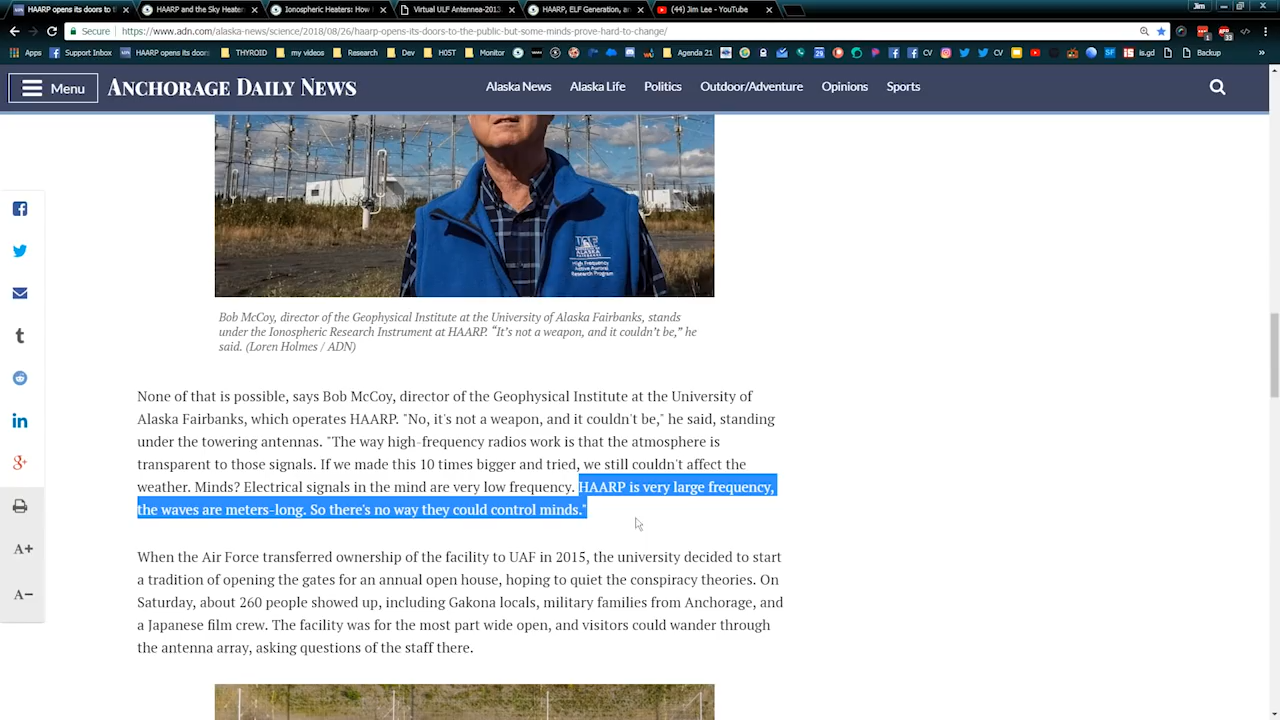 Jim
HAARP opens its doors to t
HAARP and the Sky Heater
Ionospheric Heaters: How
Virtual ULF Antennea-2013
HAARP, ELF Generation, an
(4) Jim Lee - YouTube
Secure
https://www.adn.com/alaska-news/science/2018/08/26/haarp-opens-its-doors-to-the-public-but-some-minds-prove-hard-to-change/
Apps Support Inbox HAARP opens its doors THYROID my videos Research Dev HOST Monitor Agenda 21 CV CV is.gd Backup
Menu ANCHORAGE DAILY NEWS Alaska News Alaska Life Politics Outdoor/Adventure Opinions Sports
UAF
High Frequency
Active Auroral
Research Program
Bob McCoy, director of the Geophysical Institute at the University of Alaska Fairbanks, stands
under the Ionospheric Research Instrument at HAARP. “It’s not a weapon, and it couldn’t be,” he
said. (Loren Holmes / ADN)
None of that is possible, says Bob McCoy, director of the Geophysical Institute at the University of
Alaska Fairbanks, which operates HAARP. "No, it's not a weapon, and it couldn't be," he said, standing
under the towering antennas. "The way high-frequency radios work is that the atmosphere is
transparent to those signals. If we made this 10 times bigger and tried, we still couldn't affect the
weather. Minds? Electrical signals in the mind are very low frequency. HAARP is very large frequency,
the waves are meters-long. So there's no way they could control minds."
When the Air Force transferred ownership of the facility to UAF in 2015, the university decided to start
a tradition of opening the gates for an annual open house, hoping to quiet the conspiracy theories. On
Saturday, about 260 people showed up, including Gakona locals, military families from Anchorage, and
a Japanese film crew. The facility was for the most part wide open, and visitors could wander through
the antenna array, asking questions of the staff there.
A+
A−